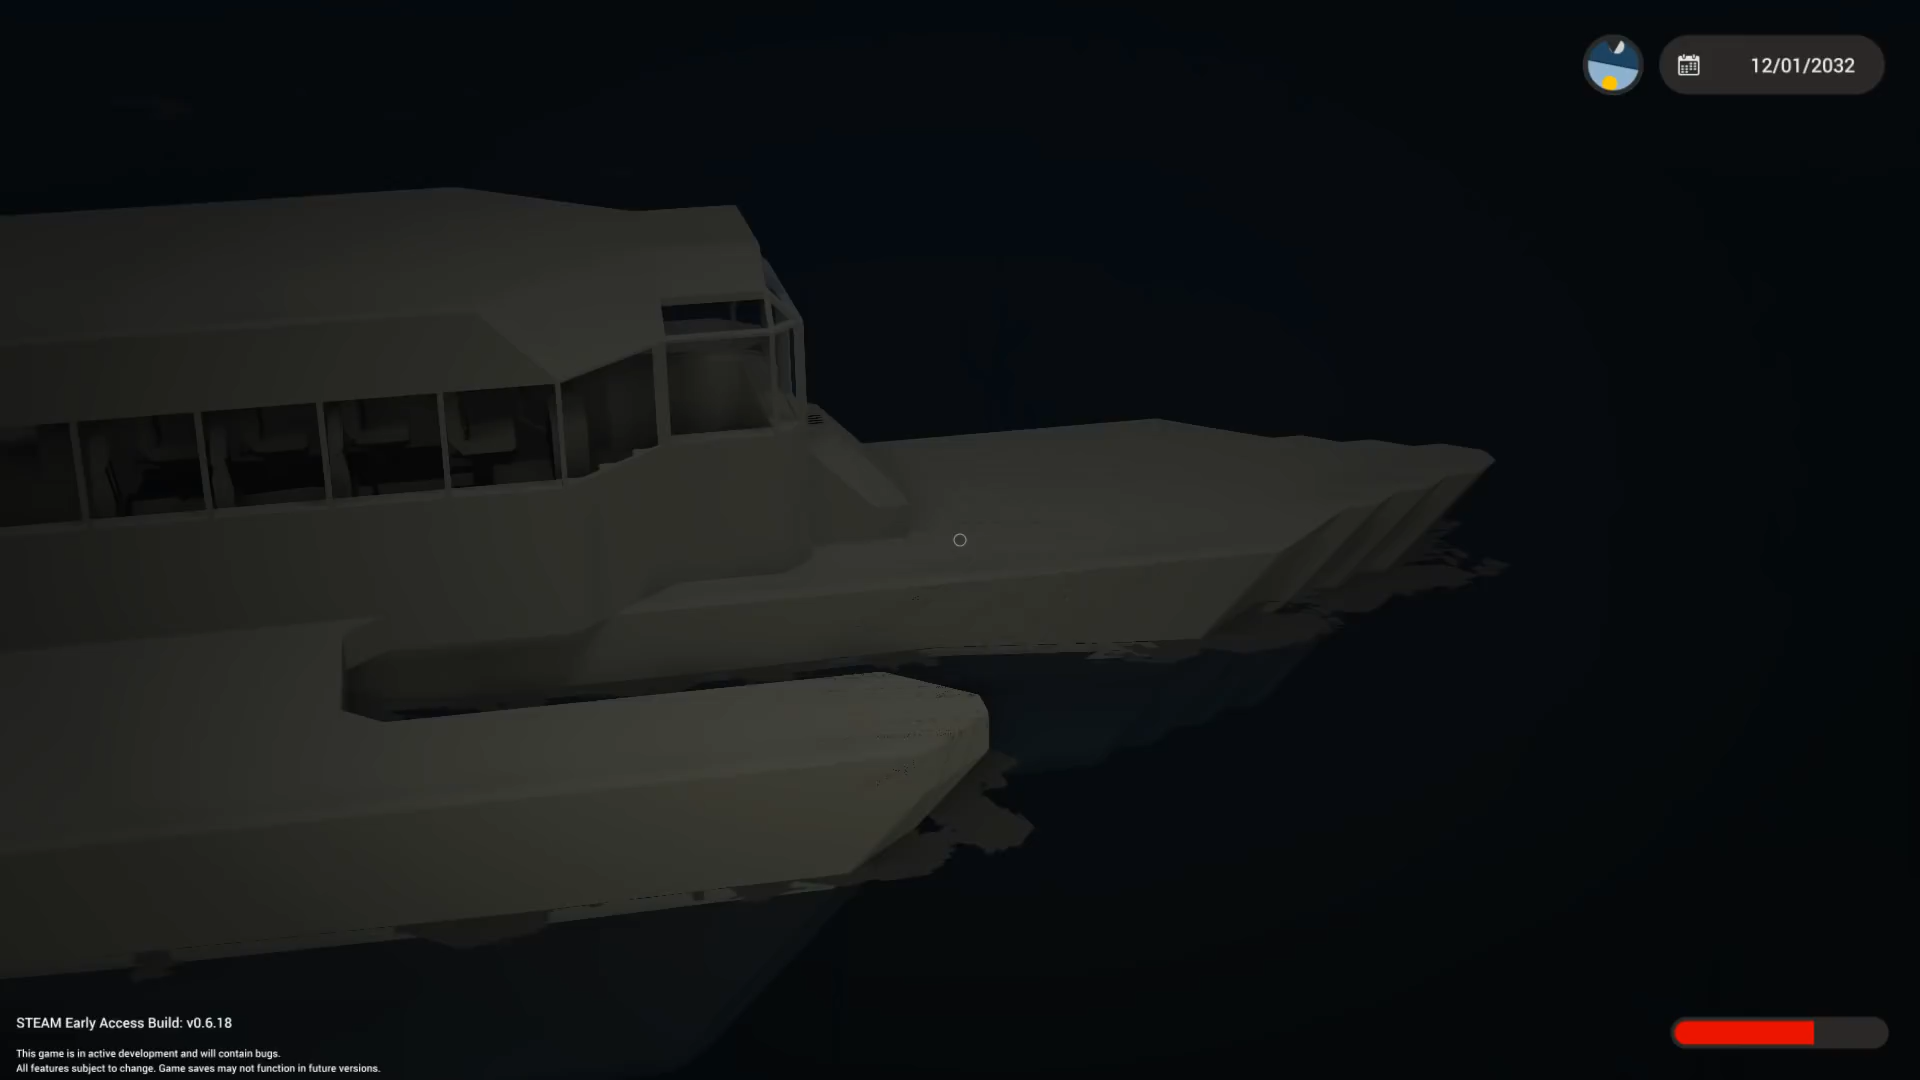 12/01/2032
STEAM Early Access Build: v0.6.18
This game is in active development and will contain bugs.
All features subject to change. Game saves may not function in future versions.